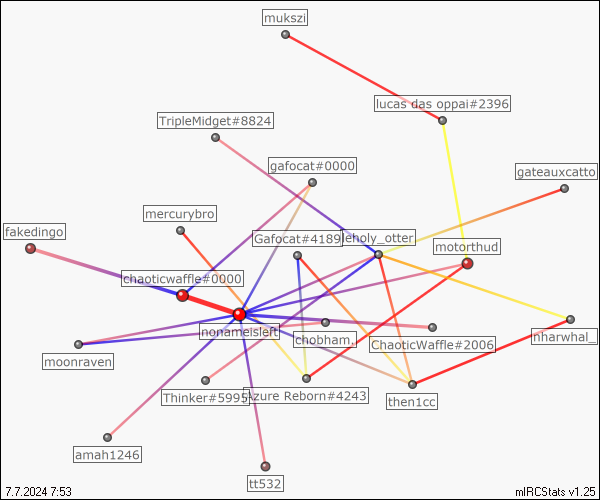 mukszi
lucas das oppai#2396
TripleMidget#8824
gafocat#0000
gateauxcatto
mercurybro
fakedingo
Gafocat#4189
leholy_otter
motorthud
chaoticwaffle#0000
nonameisleft
chobham.
ChaoticWaffle#2006
nharwhal_
moonraven
Thinker#5995
Azure Reborn#4243
then1cc
amah1246
tt532
7.7.2024 7:53
mIRCStats v1.25